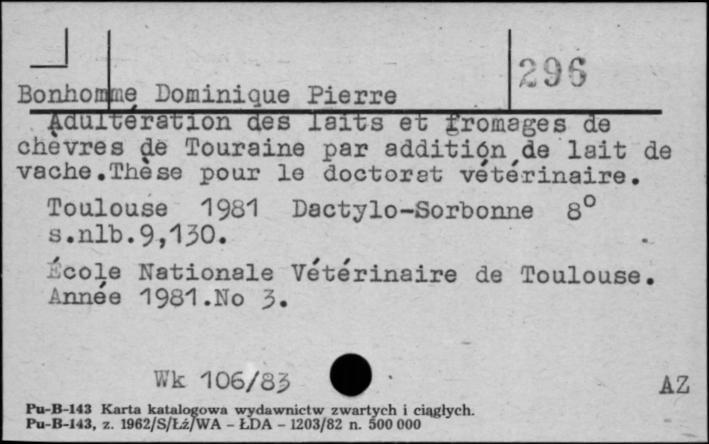 296
Bonhomme Dominique Pierre
Adultération des laits et fromages de
chèvres de Touraine par addition de lait de
vache.Thèse pour le doctorat vétérinaire.
Toulouse 1981 Dactylo-Sorbonne 8°
s.nlb.9,130.
École Nationale Vétérinaire de Toulouse.
Année 1981.No 3.
Wk 106/83
AZ
Pu-B-143 Karta katalogowa wydawnictw zwartych i ciągłych.
Pu-B-143, z. 1962/S/Łź/WA – ŁDA – 1203/82 n. 500 000